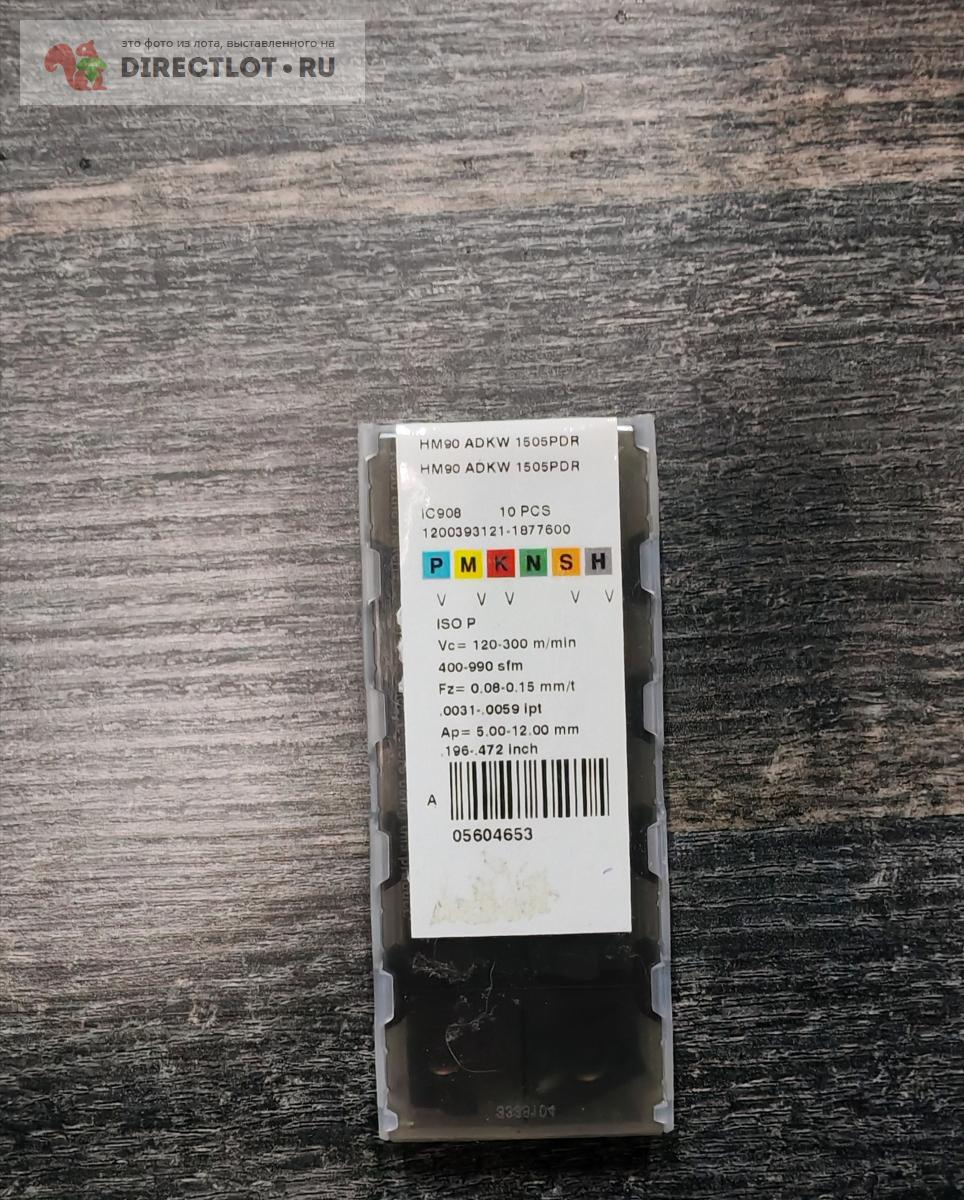 это фото из лота, выставленного на
DIRECTLOT•RU
HM90 ADKW 1505PDR
HM90 ADKW 1505PDR
IC908 10 PCS
1200393121-1877600
P M K N S H
V V V V V
ISO P
Vc= 120-300 m/min
400-990 sfm
Fz= 0.08-0.15 mm/t
.0031-.0059 ipt
Ap= 5.00-12.00 mm
.196-.472 inch
A
05604653